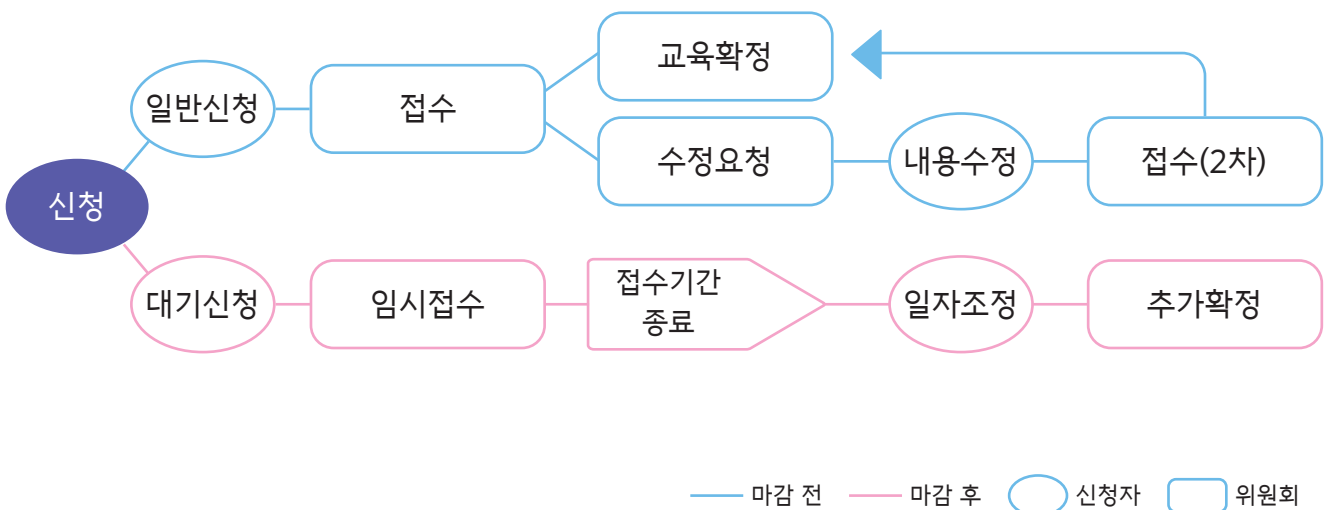 신청
일반신청
접수
교육확정
수정요청
내용수정
접수(2차)
대기신청
임시접수
접수기간
종료
일자조정
추가확정
마감 전
마감 후
신청자
위원회